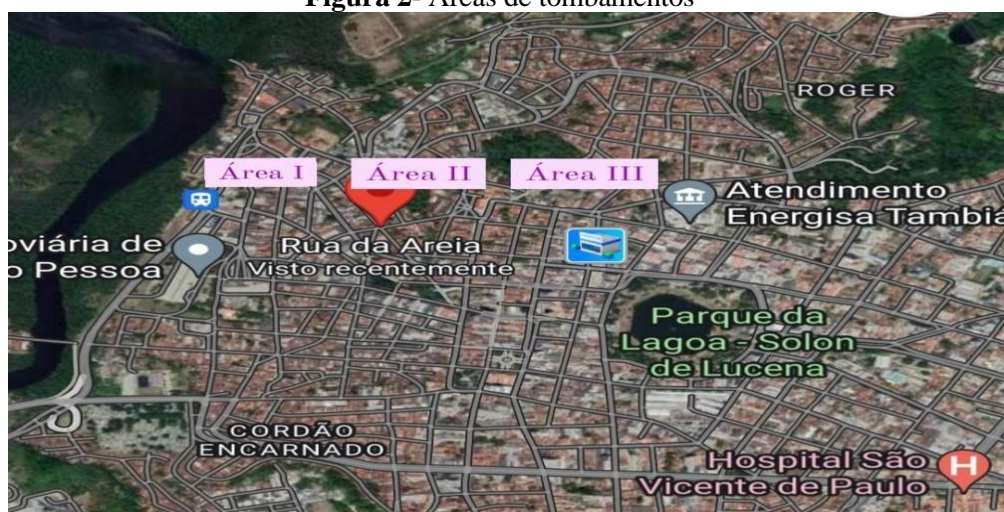 Figura 2- Áreas de tombamentos
ROGER
Área I
Área II
Área III
Atendimento
Energisa Tambia
oviária de
o Pessoa
Rua da Areia
Visto recentemente
Parque da
Lagoa - Solon
de Lucena
CORDÃO
ENCARNADO
Hospital São
Vicente de Paulo
H